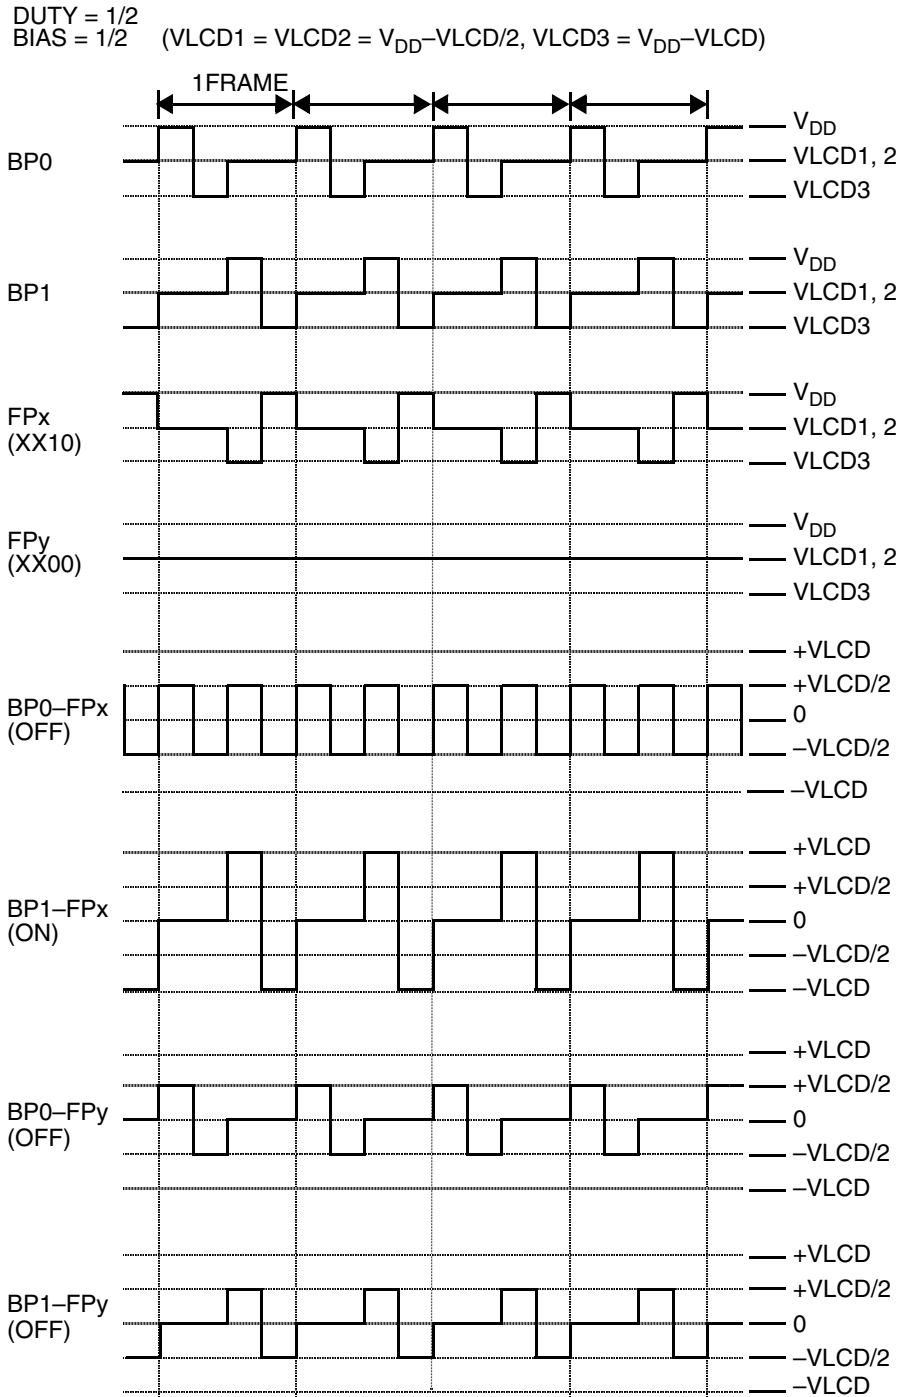 DUTY = 1/2
BIAS = 1/2 (VLCD1 = VLCD2 = VDD–VLCD/2, VLCD3 = VDD–VLCD)
1FRAME
BP0
VDD
VLCD1, 2
VLCD3
BP1
VDD
VLCD1, 2
VLCD3
FPx
(XX10)
VDD
VLCD1, 2
VLCD3
FPy
(XX00)
VDD
VLCD1, 2
VLCD3
BP0–FPx
(OFF)
+VLCD
+VLCD/2
0
–VLCD/2
–VLCD
BP1–FPx
(ON)
+VLCD
+VLCD/2
0
–VLCD/2
–VLCD
BP0–FPy
(OFF)
+VLCD
+VLCD/2
0
–VLCD/2
–VLCD
BP1–FPy
(OFF)
+VLCD
+VLCD/2
0
–VLCD/2
–VLCD